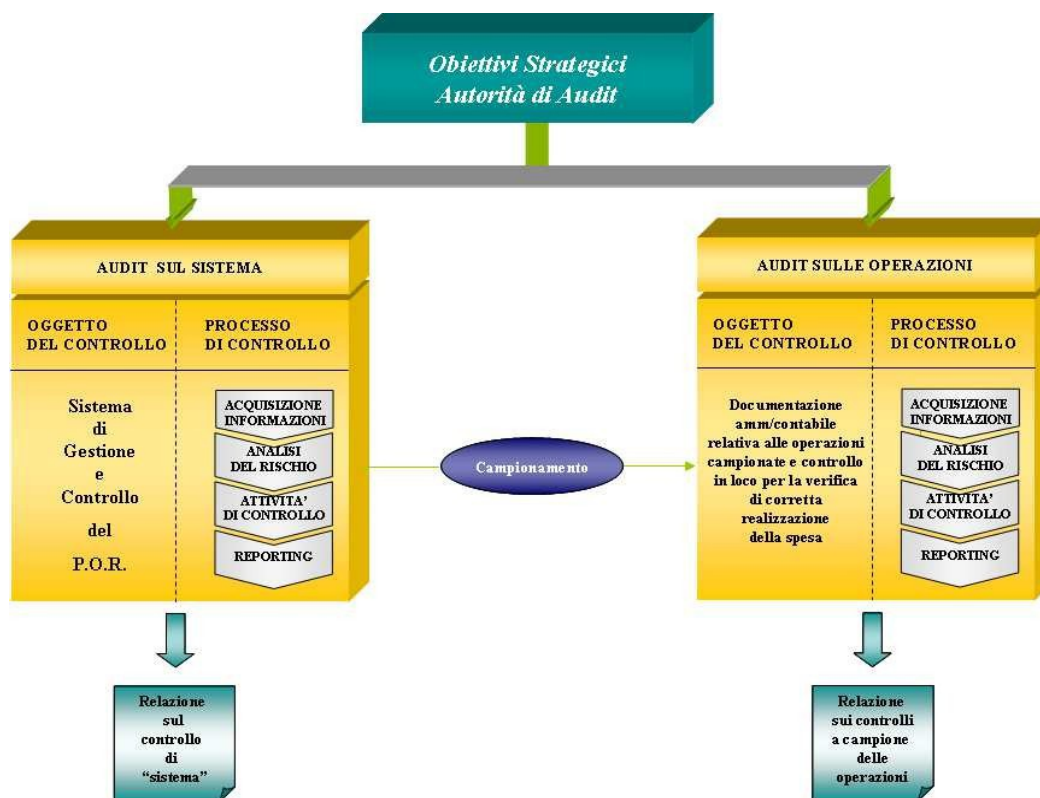 Obiettivi Strategici
Autorità di Audit
AUDIT SUL SISTEMA
OGGETTO
DEL CONTROLLO
PROCESSO
DI CONTROLLO
Sistema
di
Gestione
e
Controllo
del
P.O.R.
ACQUISIZIONE
INFORMAZIONI
ANALISI
DEL RISCHIO
ATTIVITA'
DI CONTROLLO
REPORTING
Campionamento
AUDIT SULLE OPERAZIONI
OGGETTO
DEL CONTROLLO
PROCESSO
DI CONTROLLO
Documentazione
amm/contabile
relativa alle operazioni
campionate e controllo
in loco per la verifica
di corretta
realizzazione
della spesa
ACQUISIZIONE
INFORMAZIONI
ANALISI
DEL RISCHIO
ATTIVITA'
DI CONTROLLO
REPORTING
Relazione
sul
controllo
di
“sistema”
Relazione
sui controlli
a campione
delle
operazioni